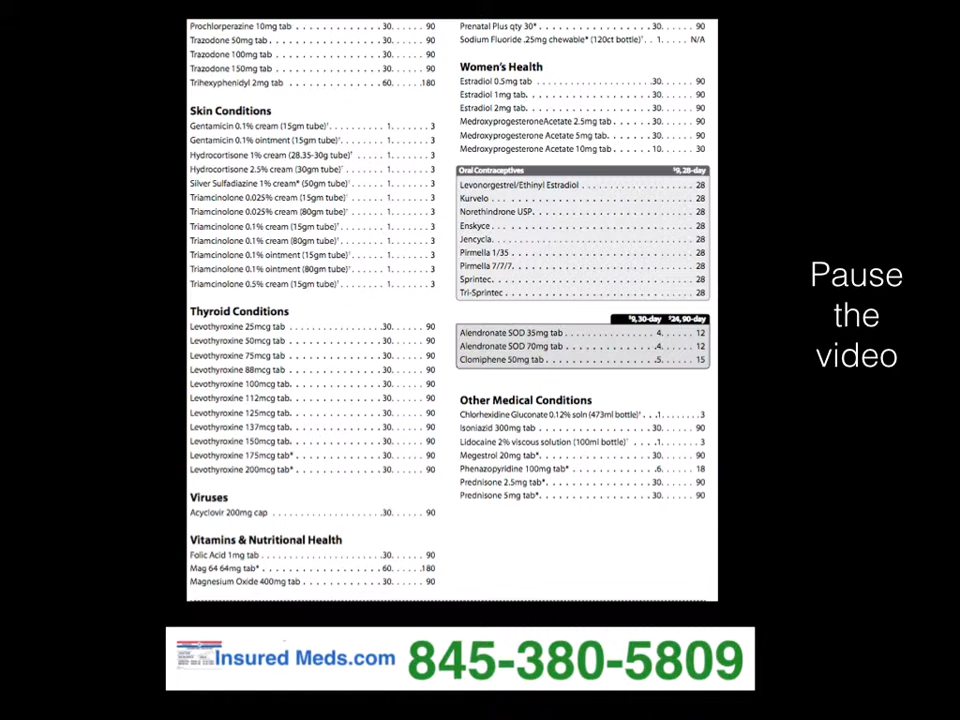 Prochlorperazine 10mg tab . . . . . . . . . . . . . . .30. . . . . . 90
Trazodone 50mg tab . . . . . . . . . . . . . . . . . . . .30. . . . . . 90
Trazodone 100mg tab . . . . . . . . . . . . . . . . . . .30. . . . . . 90
Trazodone 150mg tab . . . . . . . . . . . . . . . . . . .30. . . . . . 90
Trihexyphenidyl 2mg tab . . . . . . . . . . . . . . . . .60. . . . . .180
Skin Conditions
Gentamicin 0.1% cream (15gm tube)† . . . . . . . . . 1. . . . . . . 3
Gentamicin 0.1% ointment (15gm tube)† . . . . . . . 1. . . . . . . 3
Hydrocortisone 1% cream (28.35-30g tube)† . . . . . 1. . . . . . . 3
Hydrocortisone 2.5% cream (30gm tube)† . . . . . . . 1. . . . . . . 3
Silver Sulfadiazine 1% cream* (50gm tube)† . . . . . 1. . . . . . . 3
Triamcinolone 0.025% cream (15gm tube)† . . . . . . 1. . . . . . . 3
Triamcinolone 0.025% cream (80gm tube)† . . . . . . 1. . . . . . . 3
Triamcinolone 0.1% cream (15gm tube)† . . . . . . . 1. . . . . . . 3
Triamcinolone 0.1% cream (80gm tube)† . . . . . . . 1. . . . . . . 3
Triamcinolone 0.1% ointment (15gm tube)† . . . . . 1. . . . . . . 3
Triamcinolone 0.1% ointment (80gm tube)† . . . . . 1. . . . . . . 3
Triamcinolone 0.5% cream (15gm tube)† . . . . . . . 1. . . . . . . 3
Thyroid Conditions
Levothyroxine 25mcg tab . . . . . . . . . . . . . . . . .30. . . . . . 90
Levothyroxine 50mcg tab . . . . . . . . . . . . . . . . .30. . . . . . 90
Levothyroxine 75mcg tab . . . . . . . . . . . . . . . . .30. . . . . . 90
Levothyroxine 88mcg tab . . . . . . . . . . . . . . . . .30. . . . . . 90
Levothyroxine 100mcg tab. . . . . . . . . . . . . . . . .30. . . . . . 90
Levothyroxine 112mcg tab. . . . . . . . . . . . . . . . .30. . . . . . 90
Levothyroxine 125mcg tab. . . . . . . . . . . . . . . . .30. . . . . . 90
Levothyroxine 137mcg tab. . . . . . . . . . . . . . . . .30. . . . . . 90
Levothyroxine 150mcg tab. . . . . . . . . . . . . . . . .30. . . . . . 90
Levothyroxine 175mcg tab* . . . . . . . . . . . . . . . .30. . . . . . 90
Levothyroxine 200mcg tab* . . . . . . . . . . . . . . . .30. . . . . . 90
Viruses
Acyclovir 200mg cap . . . . . . . . . . . . . . . . . . . .30. . . . . . 90
Vitamins & Nutritional Health
Folic Acid 1mg tab . . . . . . . . . . . . . . . . . . . . .30. . . . . . 90
Mag 64 64mg tab* . . . . . . . . . . . . . . . . . . . . .60. . . . . .180
Magnesium Oxide 400mg tab . . . . . . . . . . . . . .30. . . . . . 90
Prenatal Plus qty 30* . . . . . . . . . . . . . . . . . . . .30. . . . . . 90
Sodium Fluoride .25mg chewable* (120ct bottle)† . . 1. . . . . N/A
Women's Health
Estradiol 0.5mg tab . . . . . . . . . . . . . . . . . . . .30. . . . . . 90
Estradiol 1mg tab. . . . . . . . . . . . . . . . . . . . . .30. . . . . . 90
Estradiol 2mg tab. . . . . . . . . . . . . . . . . . . . . .30. . . . . . 90
MedroxyprogesteroneAcetate 2.5mg tab . . . . . . .30. . . . . . 90
Medroxyprogesterone Acetate 5mg tab. . . . . . . . .30. . . . . . 90
Medroxyprogesterone Acetate 10mg tab . . . . . . . 10. . . . . . 30
Oral Contraceptives $9, 28-day
Levonorgestrel/Ethinyl Estradiol . . . . . . . . . . . . . . . . . 28
Kurvelo . . . . . . . . . . . . . . . . . . . . . . . . . . . . . . 28
Norethindrone USP. . . . . . . . . . . . . . . . . . . . . . . . 28
Enskyce . . . . . . . . . . . . . . . . . . . . . . . . . . . . . . 28
Jencycla. . . . . . . . . . . . . . . . . . . . . . . . . . . . . . 28
Pirmella 1/35 . . . . . . . . . . . . . . . . . . . . . . . . . . . 28
Pirmella 7/7/7. . . . . . . . . . . . . . . . . . . . . . . . . . . 28
Sprintec. . . . . . . . . . . . . . . . . . . . . . . . . . . . . . 28
Tri-Sprintec . . . . . . . . . . . . . . . . . . . . . . . . . . . . 28
$9, 30-day $24, 90-day
Alendronate SOD 35mg tab . . . . . . . . . . . . . . . 4. . . . . . 12
Alendronate SOD 70mg tab . . . . . . . . . . . . . . . .4. . . . . . 12
Clomiphene 50mg tab . . . . . . . . . . . . . . . . . . .5. . . . . . 15
Other Medical Conditions
Chlorhexidine Gluconate 0.12% soln (473ml bottle)† . . .1. . . . . . . .3
Isoniazid 300mg tab . . . . . . . . . . . . . . . . . . . .30. . . . . . 90
Lidocaine 2% viscous solution (100ml bottle)† . . . .1. . . . . . . 3
Megestrol 20mg tab*. . . . . . . . . . . . . . . . . . . .30. . . . . . 90
Phenazopyridine 100mg tab* . . . . . . . . . . . . . . .6. . . . . . 18
Prednisone 2.5mg tab*. . . . . . . . . . . . . . . . . . .30. . . . . . 90
Prednisone 5mg tab*. . . . . . . . . . . . . . . . . . . .30. . . . . . 90
Pause
the
video
Insured Meds.com 845-380-5809